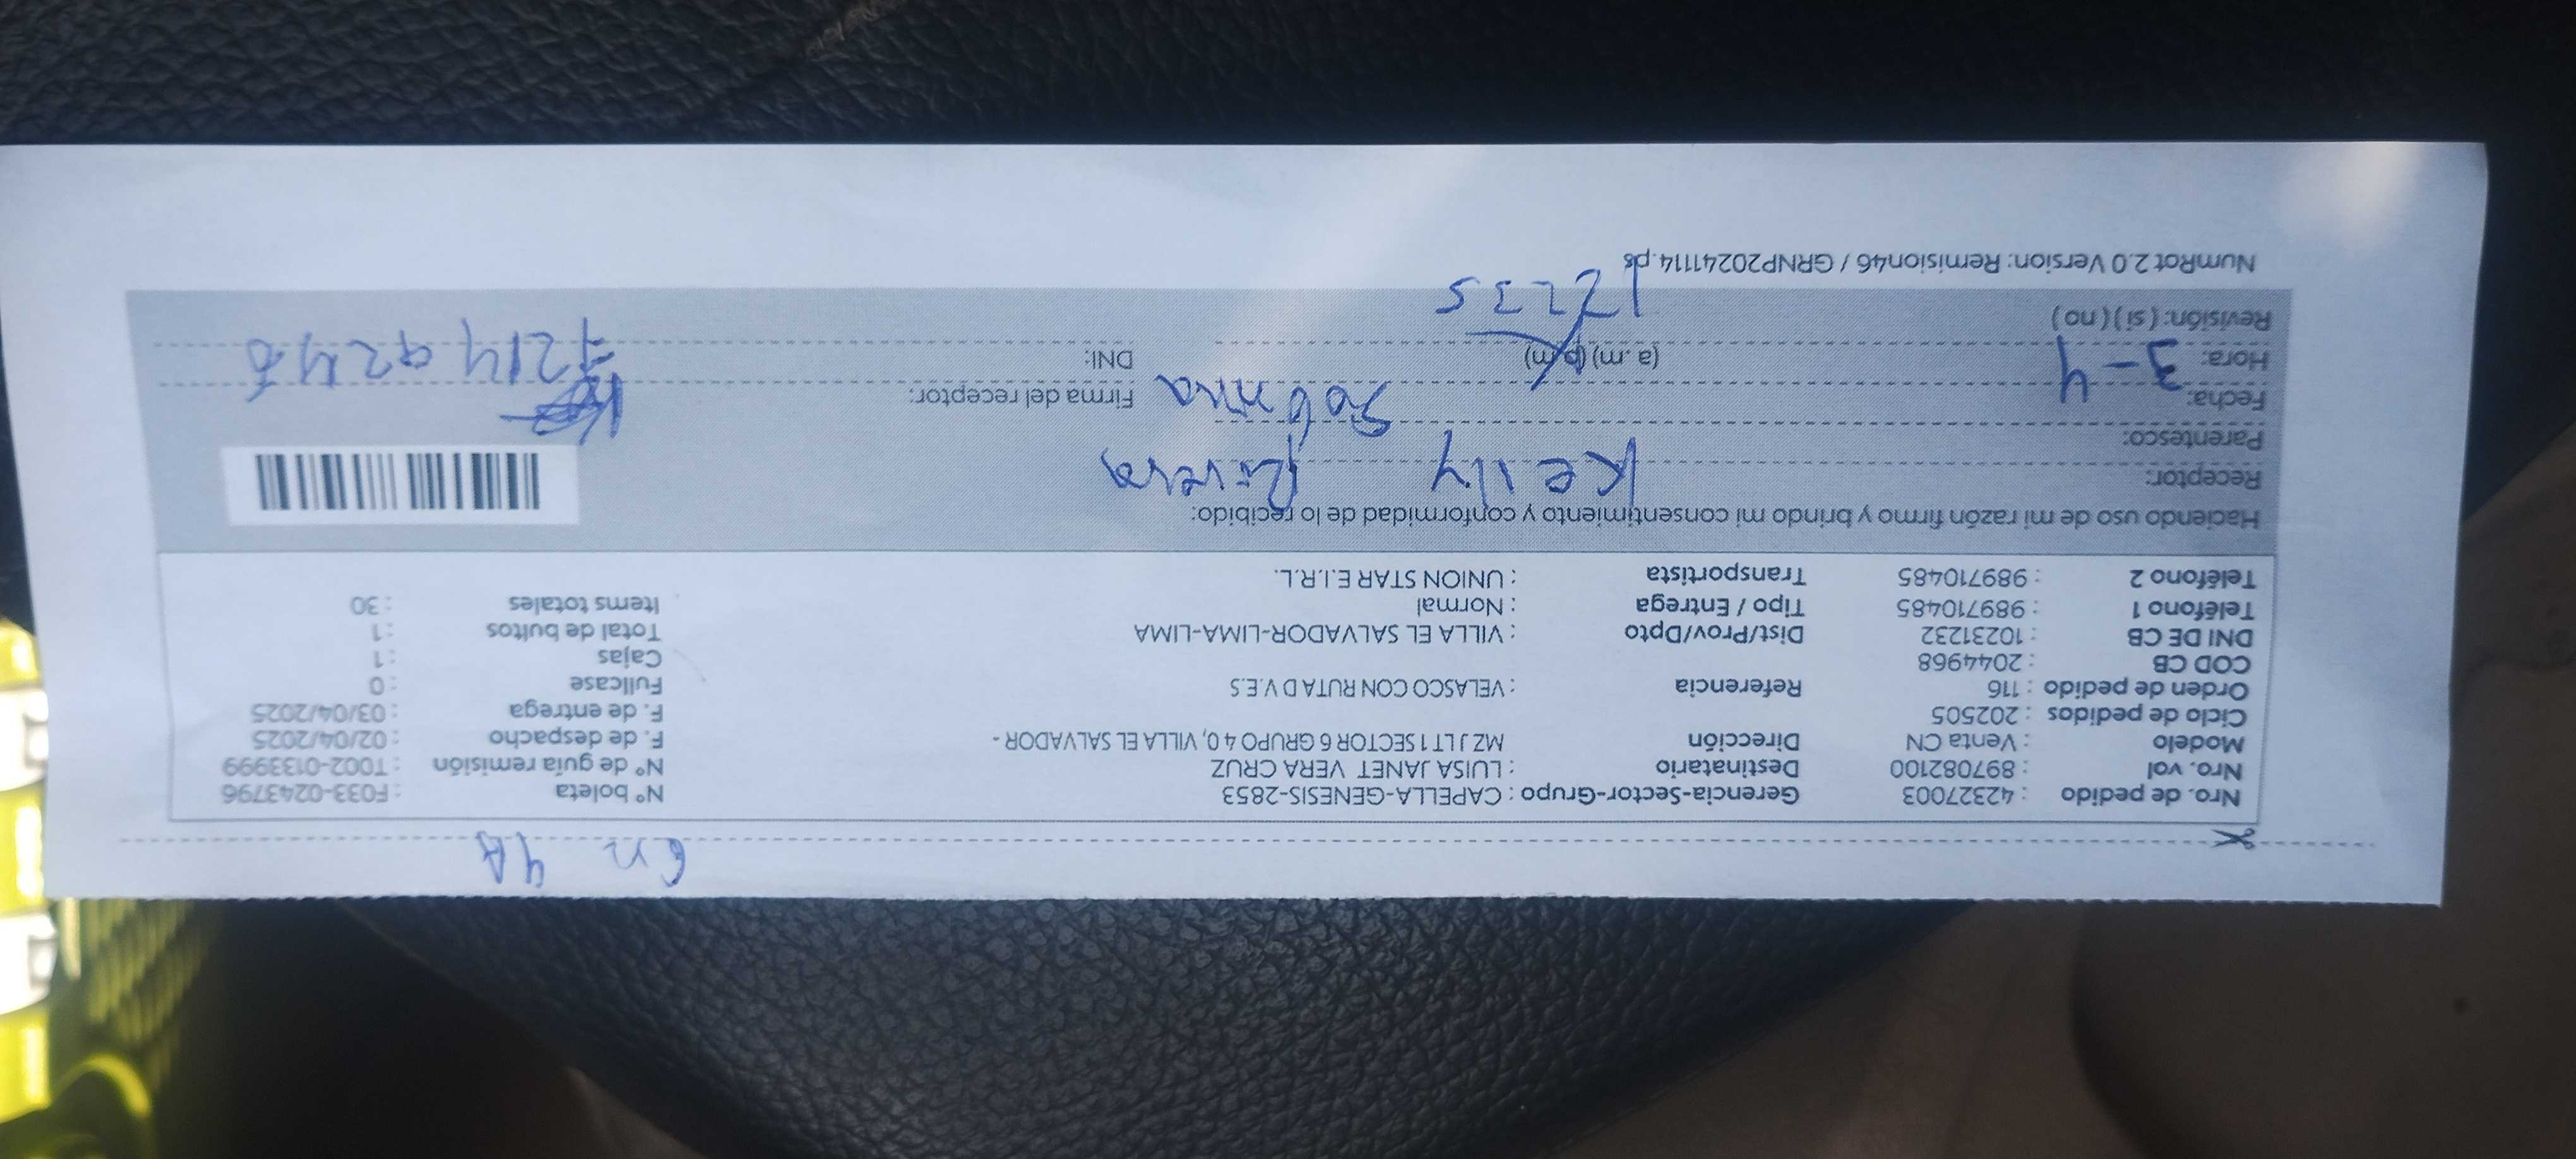 6n 4A
Nro. de pedido : 42327003 Gerencia-Sector-Grupo : CAPELLA-GENESIS-2853 N° boleta : F033-0243796
Nro. vol : 897082100 Destinatario : LUISA JANET VERA CRUZ N° de guía remisión : T002-0133999
Modelo : Venta CN Dirección MZ J LT 1 SECTOR 6 GRUPO 4 0, VILLA EL SALVADOR - F. de despacho : 02/04/2025
Ciclo de pedidos : 202505 F. de entrega : 03/04/2025
Orden de pedido : 116 Referencia : VELASCO CON RUTA D V.E.S Fullcase : 0
COD CB : 2044968 Cajas : 1
DNI DE CB : 10231232 Dist/Prov/Dpto : VILLA EL SALVADOR-LIMA-LIMA Total de bultos : 1
Teléfono 1 : 989710485 Tipo / Entrega : Normal Items totales : 30
Teléfono 2 : 989710485 Transportista : UNION STAR E.I.R.L.
Haciendo uso de mi razón firmo y brindo mi consentimiento y conformidad de lo recibido:
Receptor: Kelly Rivera
Parentesco: Sobrina
Fecha: 3-4 Firma del receptor:
Hora: (a. m) (p. m) DNI: 72149246
Revisión: ( si ) ( no ) 12235
NumRot 2.0 Version: Remision46 / GRNP20241114.ps